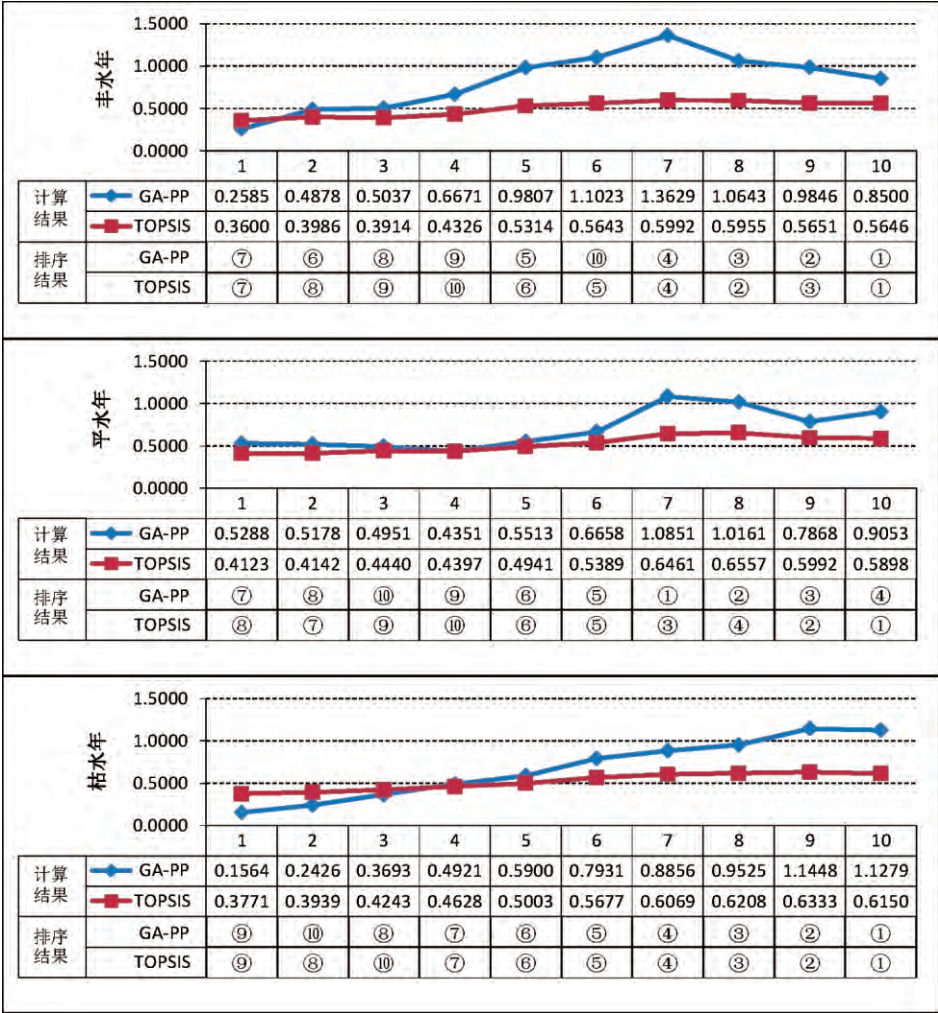 丰水年
1.5000
1.0000
0.5000
0.0000
1 2 3 4 5 6 7 8 9 10
计算结果 GA-PP 0.2585 0.4878 0.5037 0.6671 0.9807 1.1023 1.3629 1.0643 0.9846 0.8500
TOPSIS 0.3600 0.3986 0.3914 0.4326 0.5314 0.5643 0.5992 0.5955 0.5651 0.5646
排序结果 GA-PP ⑦ ⑥ ⑧ ⑨ ⑤ ⑩ ④ ③ ② ①
TOPSIS ⑦ ⑧ ⑨ ⑩ ⑥ ⑤ ④ ② ③ ①
平水年
1.5000
1.0000
0.5000
0.0000
1 2 3 4 5 6 7 8 9 10
计算结果 GA-PP 0.5288 0.5178 0.4951 0.4351 0.5513 0.6658 1.0851 1.0161 0.7868 0.9053
TOPSIS 0.4123 0.4142 0.4440 0.4397 0.4941 0.5389 0.6461 0.6557 0.5992 0.5898
排序结果 GA-PP ⑦ ⑧ ⑩ ⑨ ⑥ ⑤ ① ② ③ ④
TOPSIS ⑧ ⑦ ⑨ ⑩ ⑥ ⑤ ③ ④ ② ①
枯水年
1.5000
1.0000
0.5000
0.0000
1 2 3 4 5 6 7 8 9 10
计算结果 GA-PP 0.1564 0.2426 0.3693 0.4921 0.5900 0.7931 0.8856 0.9525 1.1448 1.1279
TOPSIS 0.3771 0.3939 0.4243 0.4628 0.5003 0.5677 0.6069 0.6208 0.6333 0.6150
排序结果 GA-PP ⑨ ⑩ ⑧ ⑦ ⑥ ⑤ ④ ③ ② ①
TOPSIS ⑨ ⑧ ⑩ ⑦ ⑥ ⑤ ④ ③ ② ①